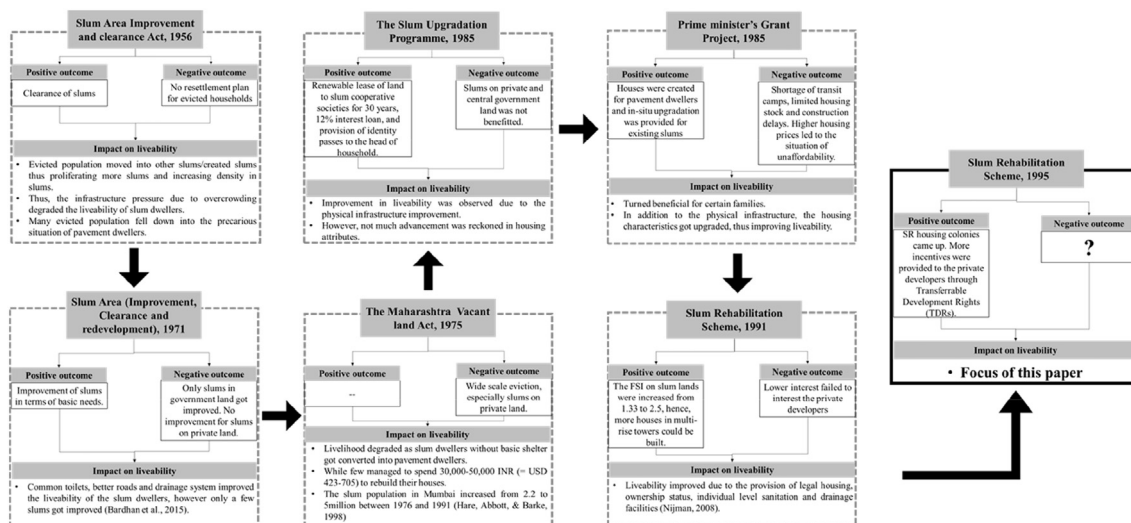 Slum Area Improvement
and clearance Act, 1956
Positive outcome
Clearance of slums
Negative outcome
No resettlement plan
for evicted households
Impact on liveability
• Evicted population moved into other slums/created slums
thus proliferating more slums and increasing density in
slums.
• Thus, the infrastructure pressure due to overcrowding
degraded the liveability of slum dwellers.
• Many evicted population fell down into the precarious
situation of pavement dwellers.
Slum Area (Improvement,
Clearance and
redevelopment), 1971
Positive outcome
Improvement of slums
in terms of basic needs.
Negative outcome
Only slums in
government land got
improved. No
improvement for slums
on private land.
Impact on liveability
• Common toilets, better roads and drainage system improved
the liveability of the slum dwellers, however only a few
slums got improved (Bardhan et al., 2015).
The Maharashtra Vacant
land Act, 1975
Positive outcome
--
Negative outcome
Wide scale eviction,
especially slums on
private land.
Impact on liveability
• Livelihood degraded as slum dwellers without basic shelter
got converted into pavement dwellers.
• While few managed to spend 30,000-50,000 INR (= USD
423-705) to rebuild their houses.
• The slum population in Mumbai increased from 2.2 to
5million between 1976 and 1991 (Hare, Abbott, & Barke,
1998)
The Slum Upgradation
Programme, 1985
Positive outcome
Renewable lease of land
to slum cooperative
societies for 30 years,
12% interest loan, and
provision of identity
passes to the head of
household.
Negative outcome
Slums on private and
central government
land was not
benefitted.
Impact on liveability
• Improvement in liveability was observed due to the
physical infrastructure improvement.
• However, not much advancement was reckoned in housing
attributes.
Prime minister's Grant
Project, 1985
Positive outcome
Houses were created
for pavement dwellers
and in-situ upgradation
was provided for
existing slums
Negative outcome
Shortage of transit
camps, limited housing
stock and construction
delays. Higher housing
prices led to the
situation of
unaffordability.
Impact on liveability
• Turned beneficial for certain families.
• In addition to the physical infrastructure, the housing
characteristics got upgraded, thus improving liveability.
Slum Rehabilitation
Scheme, 1991
Positive outcome
The FSI on slum lands
were increased from
1.33 to 2.5, hence,
more houses in multi-
rise towers could be
built.
Negative outcome
Lower interest failed to
interest the private
developers
Impact on liveability
• Liveability improved due to the provision of legal housing,
ownership status, individual level sanitation and drainage
facilities (Nijman, 2008).
Slum Rehabilitation
Scheme, 1995
Positive outcome
SR housing colonies
came up. More
incentives were
provided to the private
developers through
Transferrable
Development Rights
(TDRs).
Negative outcome
?
Impact on liveability
• Focus of this paper